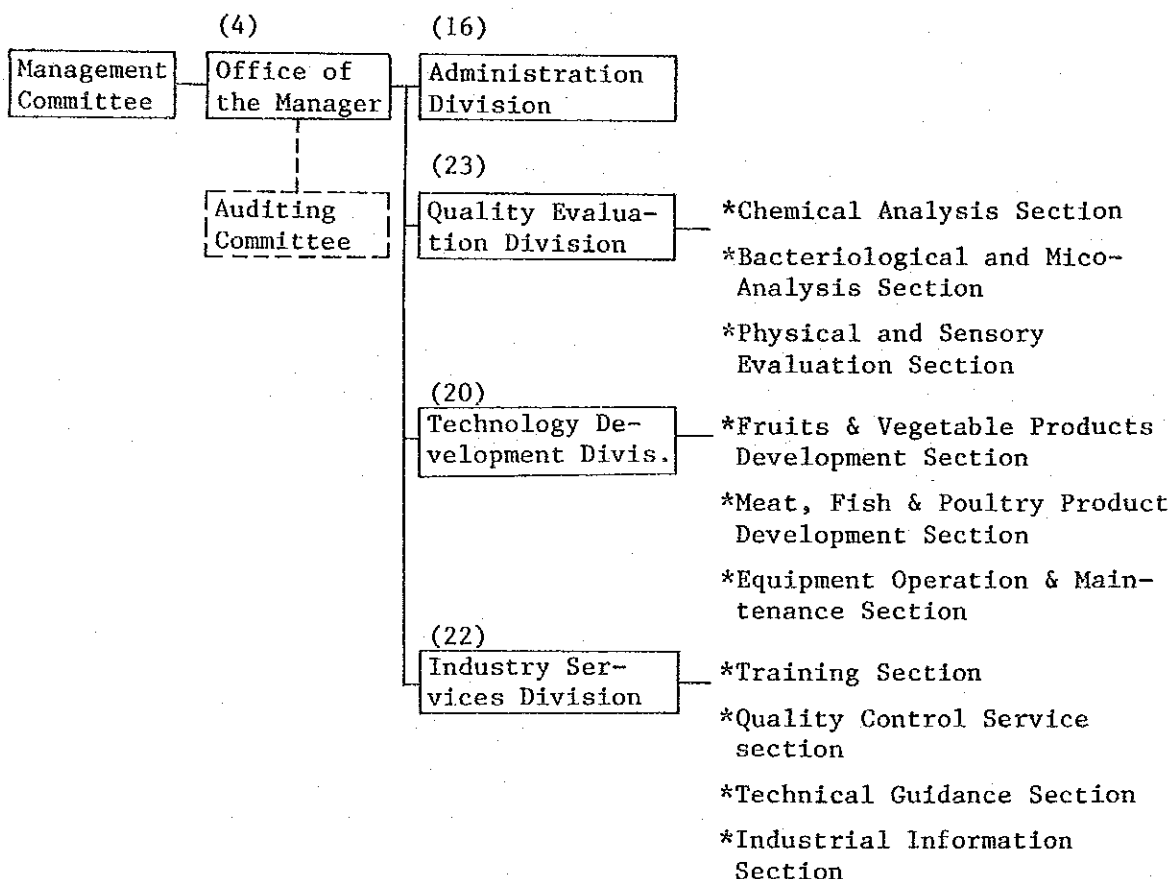 (4)
(16)
Management
Committee
Office of
the Manager
Administration
Division
(23)
Auditing
Committee
Quality Evalua-
tion Division
*Chemical Analysis Section
*Bacteriological and Mico-
Analysis Section
*Physical and Sensory
Evaluation Section
(20)
Technology De-
velopment Divis.
*Fruits & Vegetable Products
Development Section
*Meat, Fish & Poultry Product
Development Section
*Equipment Operation & Main-
tenance Section
(22)
Industry Ser-
vices Division
*Training Section
*Quality Control Service
section
*Technical Guidance Section
*Industrial Information
Section